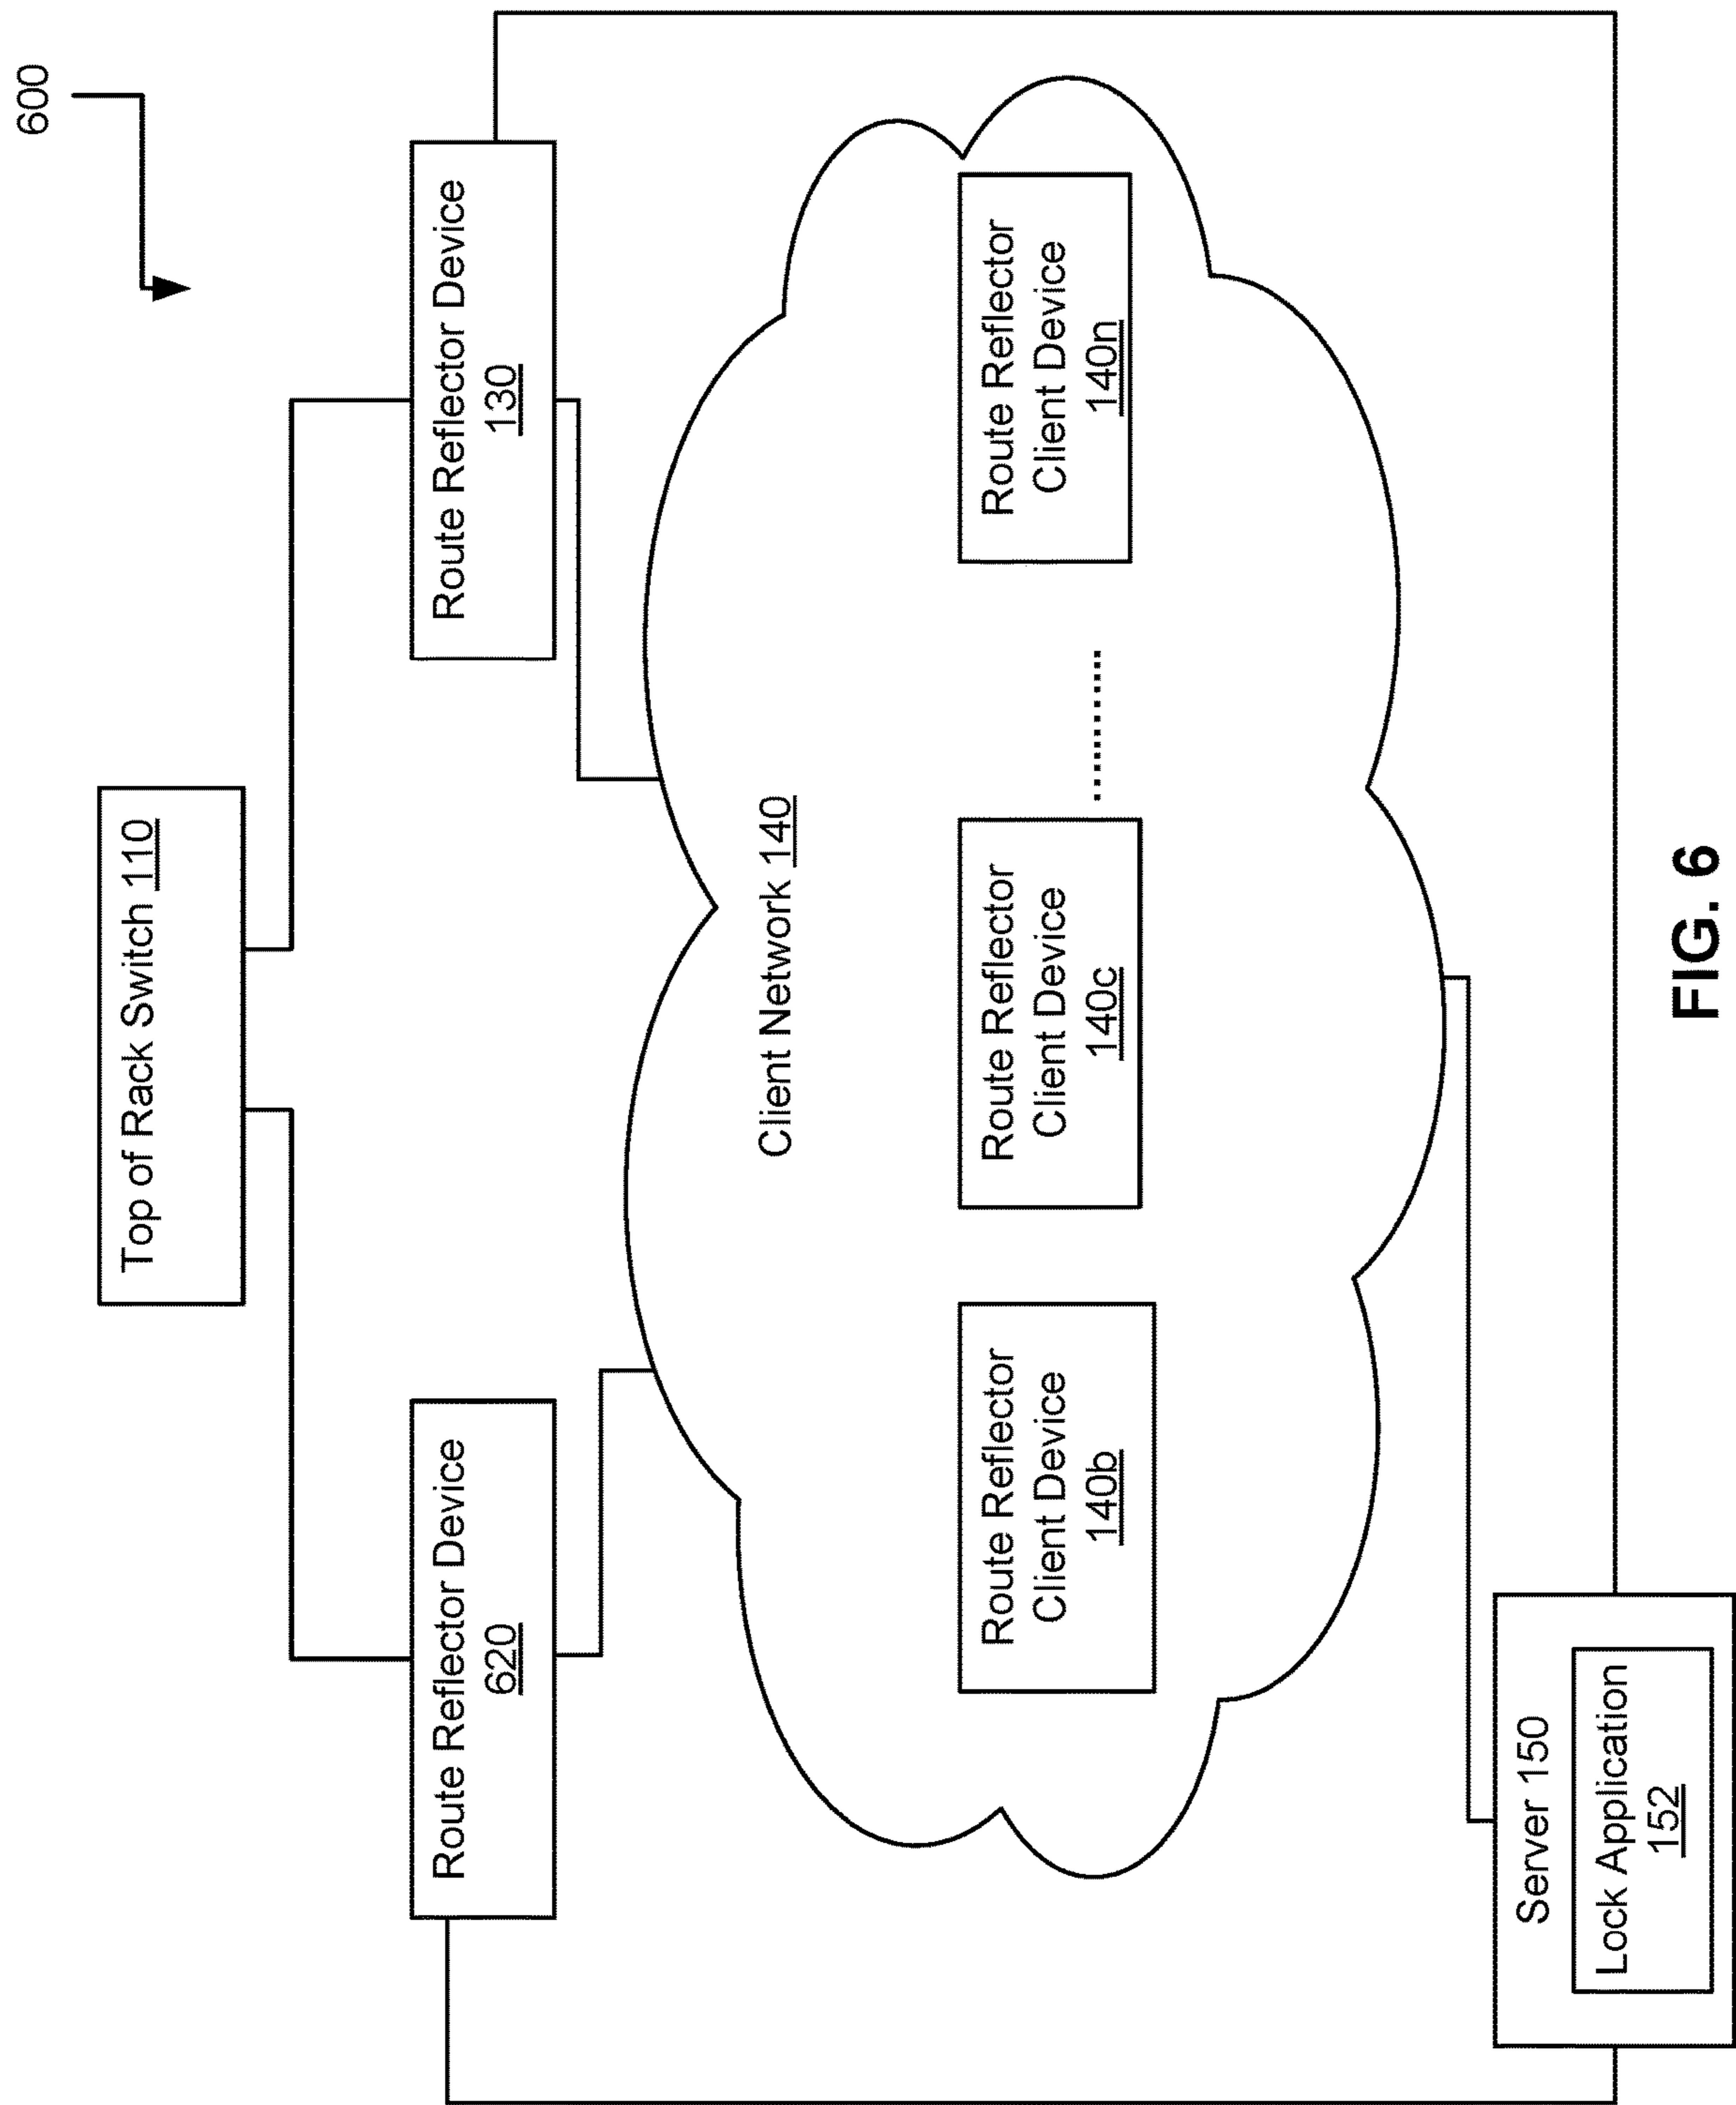 600
Top of Rack Switch 110
Route Reflector Device
620
Route Reflector Device
130
Client Network 140
Route Reflector
Client Device
140b
Route Reflector
Client Device
140c
..........
Route Reflector
Client Device
140n
Server 150
Lock Application
152
FIG. 6